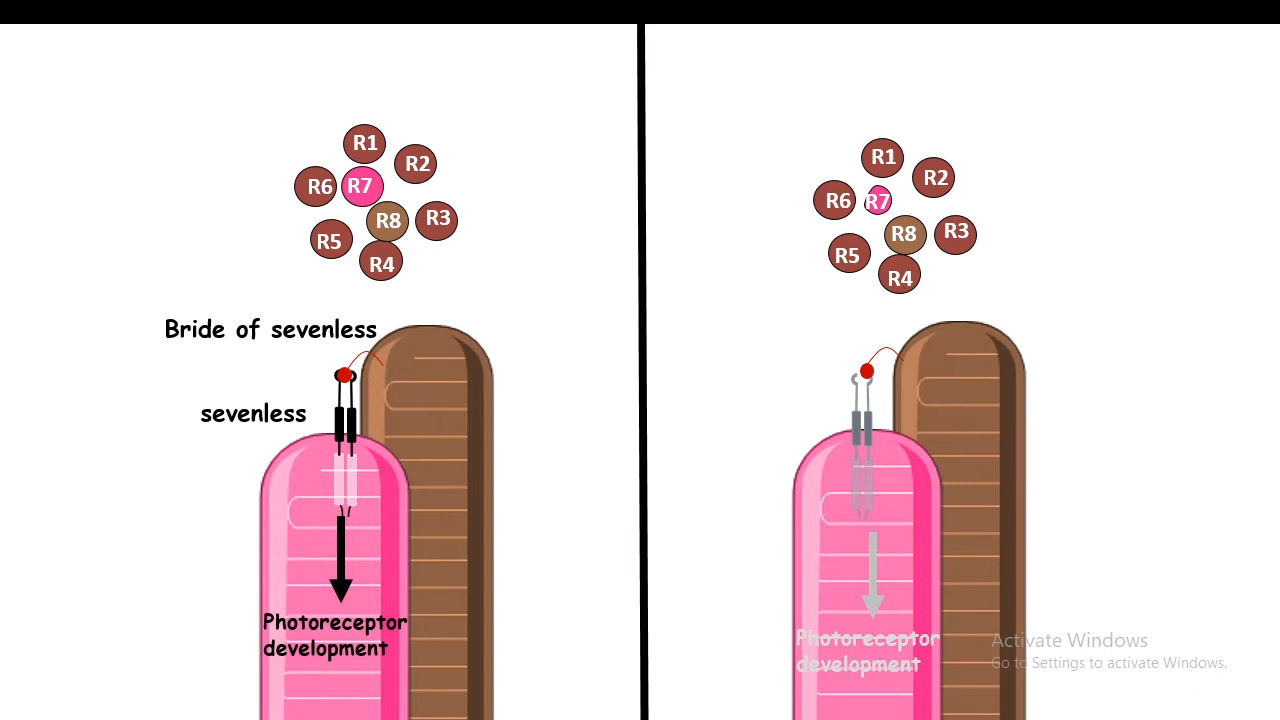 R1
R2
R6
R7
R8
R3
R5
R4
Bride of sevenless
sevenless
Photoreceptor
development
R1
R2
R6
R7
R8
R3
R5
R4
Photoreceptor
development
Activate Windows
Go to Settings to activate Windows.